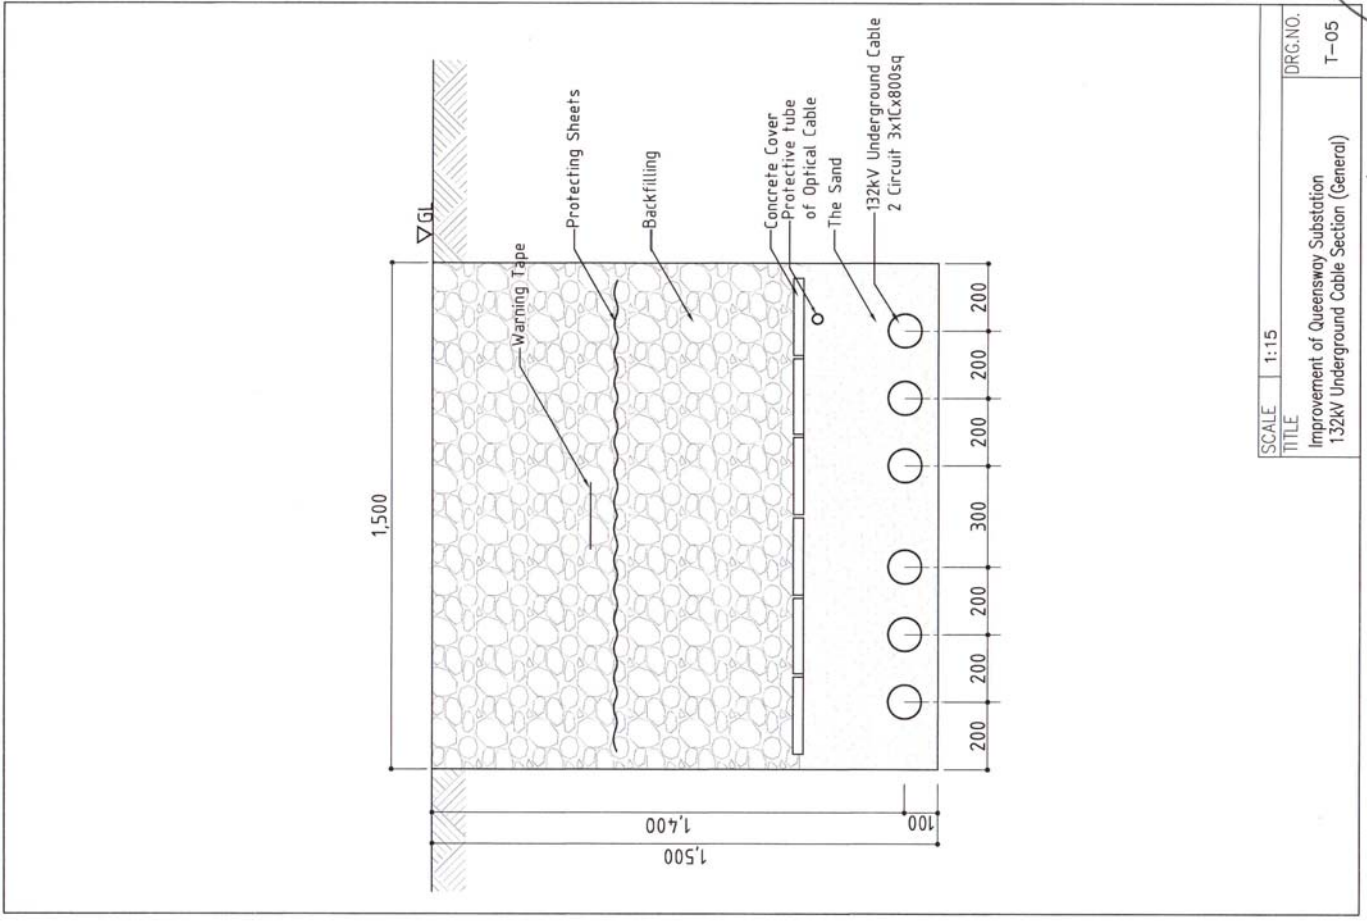 1,500
GL
Warning Tape
Protecting Sheets
Backfilling
Concrete Cover
Protective tube
of Optical Cable
The Sand
132kV Underground Cable
2 Circuit 3x1Cx800sq
1,400
100
1,500
200
200
200
300
200
200
200
SCALE
1:15
TITLE
Improvement of Queensway Substation
132kV Underground Cable Section (General)
DRG.NO.
T-05